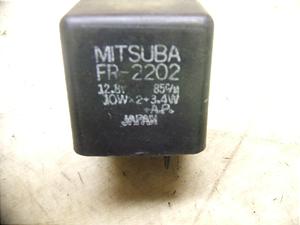 MITSUBA
FR-2202
12.8V 85C/M
10W×2+3.4W
+A.P.
JAPAN